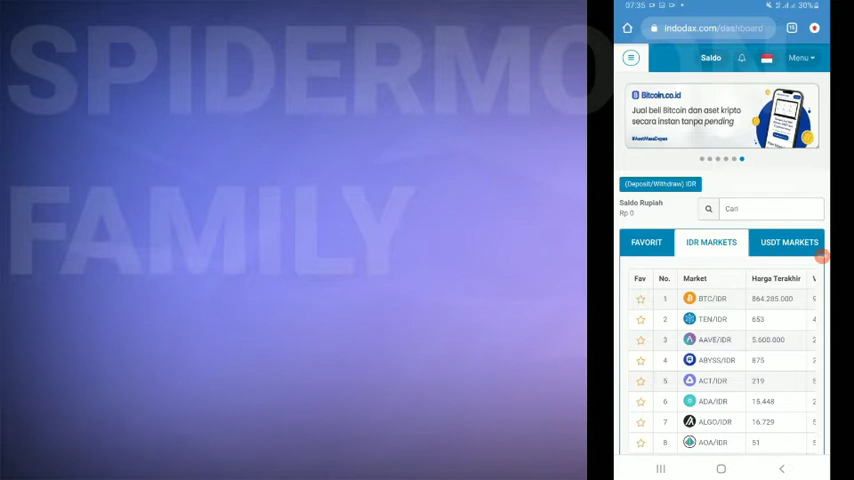 SPIDERMO
FAMILY
07:35
30%
indodax.com/dashboard
15
Saldo
Menu
Bitcoin.co.id
Jual beli Bitcoin dan aset kripto
secara instan tanpa pending
#AsetMasaDepan
(Deposit/Withdraw) IDR
Saldo Rupiah
Rp 0
Cari
FAVORIT IDR MARKETS USDT MARKETS
Fav No. Market Harga Terakhir V
1 BTC/IDR 864.285.000
2 TEN/IDR 653
3 AAVE/IDR 5.600.000
4 ABYSS/IDR 875
5 ACT/IDR 219
6 ADA/IDR 15.448
7 ALGO/IDR 16.729
8 AOA/IDR 51